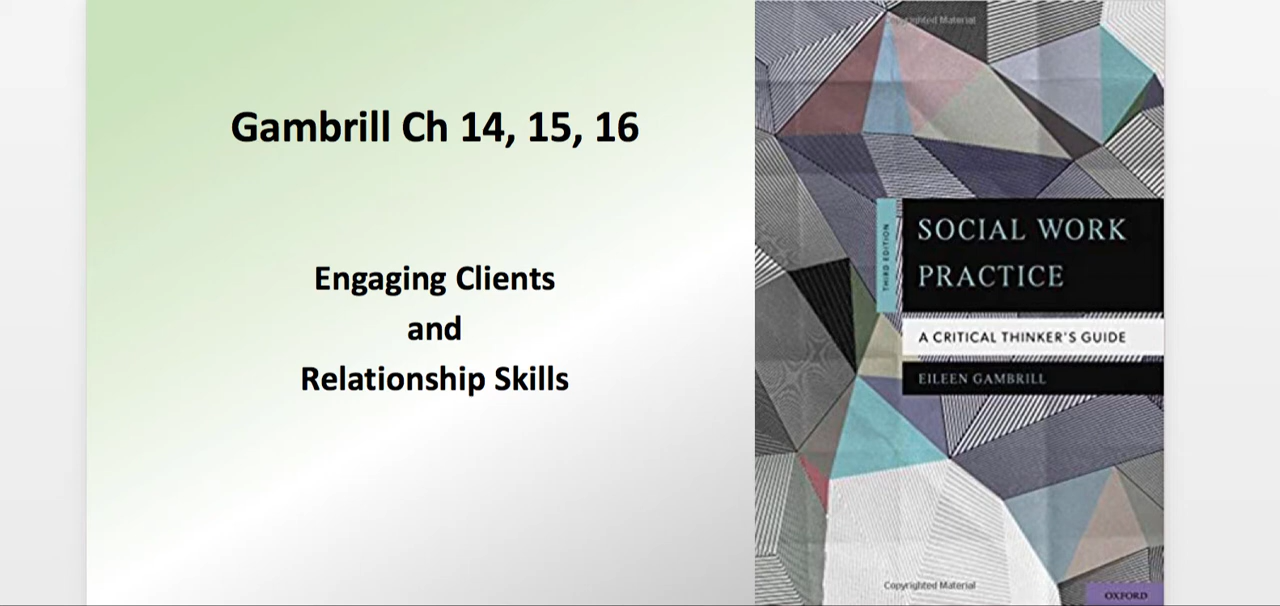 Gambrill Ch 14, 15, 16
Engaging Clients
and
Relationship Skills
Copyrighted Material
THIRD EDITION
SOCIAL WORK
PRACTICE
A CRITICAL THINKER'S GUIDE
EILEEN GAMBRILL
Copyrighted Material
OXFORD